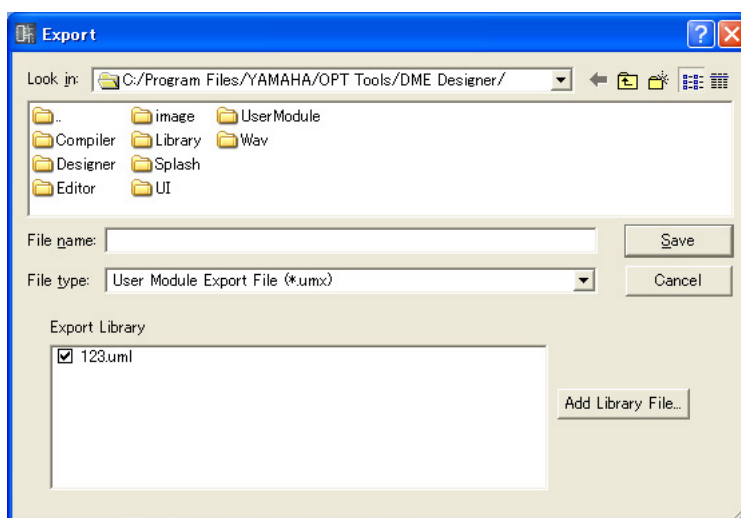 Export
Look in: C:/Program Files/YAMAHA/OPT Tools/DME Designer/
.. image UserModule
Compiler Library Wav
Designer Splash
Editor UI
File name: Save
File type: User Module Export File (*.umx) Cancel
Export Library
123.uml
Add Library File...